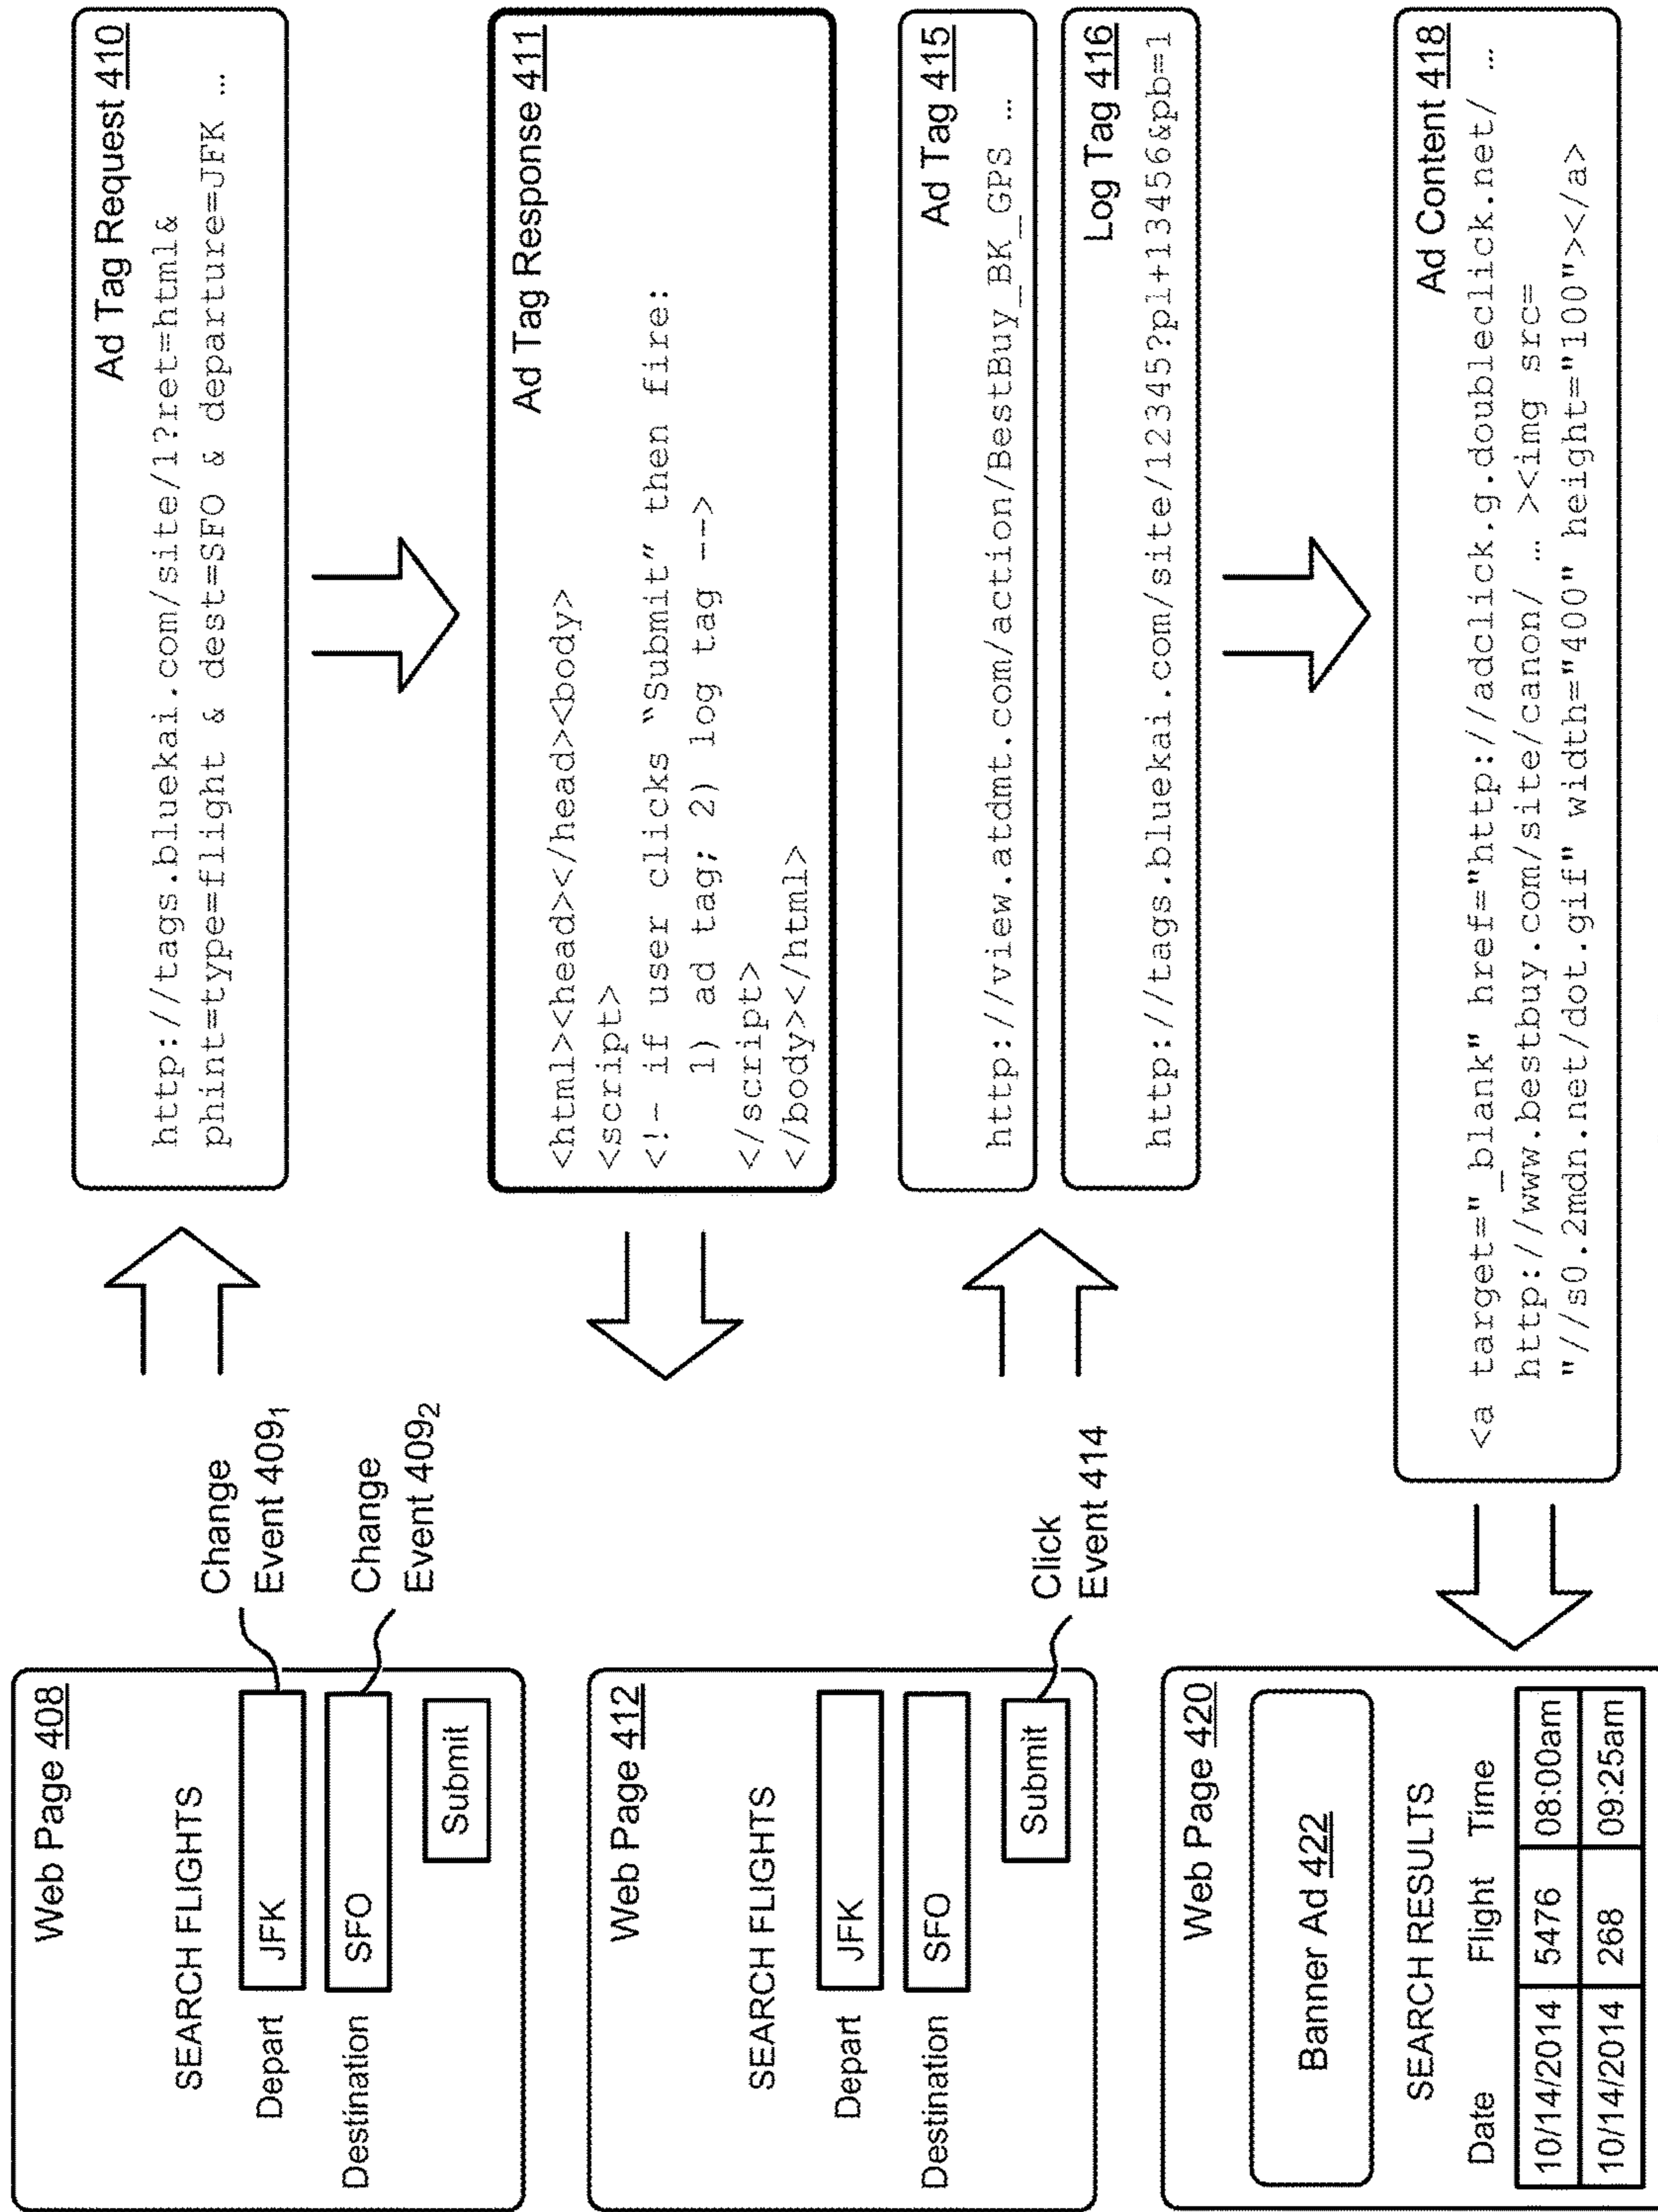 Web Page 408
SEARCH FLIGHTS
Depart JFK
Destination SFO
Submit
Change
Event 409₁
Change
Event 409₂
Ad Tag Request 410
http://tags.bluekai.com/site/1?ret=html&
phint=type=flight & dest=SFO & departure=JFK ...
Ad Tag Response 411
<html><head></head><body>
<script>
<!-- if user clicks “Submit” then fire:
1) ad tag; 2) log tag -->
</script>
</body></html>
Web Page 412
SEARCH FLIGHTS
Depart JFK
Destination SFO
Submit
Click
Event 414
Ad Tag 415
http://view.atdmt.com/action/BestBuy_BK_GPS ...
Log Tag 416
http://tags.bluekai.com/site/12345?pl+13456&pb=1
Ad Content 418
<a target="_blank" href="http://adclick.g.doubleclick.net/ ...
http://www.bestbuy.com/site/canon/ ... ><img src=
"//s0.2mdn.net/dot.gif" width="400" height="100"></a>
Web Page 420
Banner Ad 422
SEARCH RESULTS
Date Flight Time
10/14/2014 5476 08:00am
10/14/2014 268 09:25am